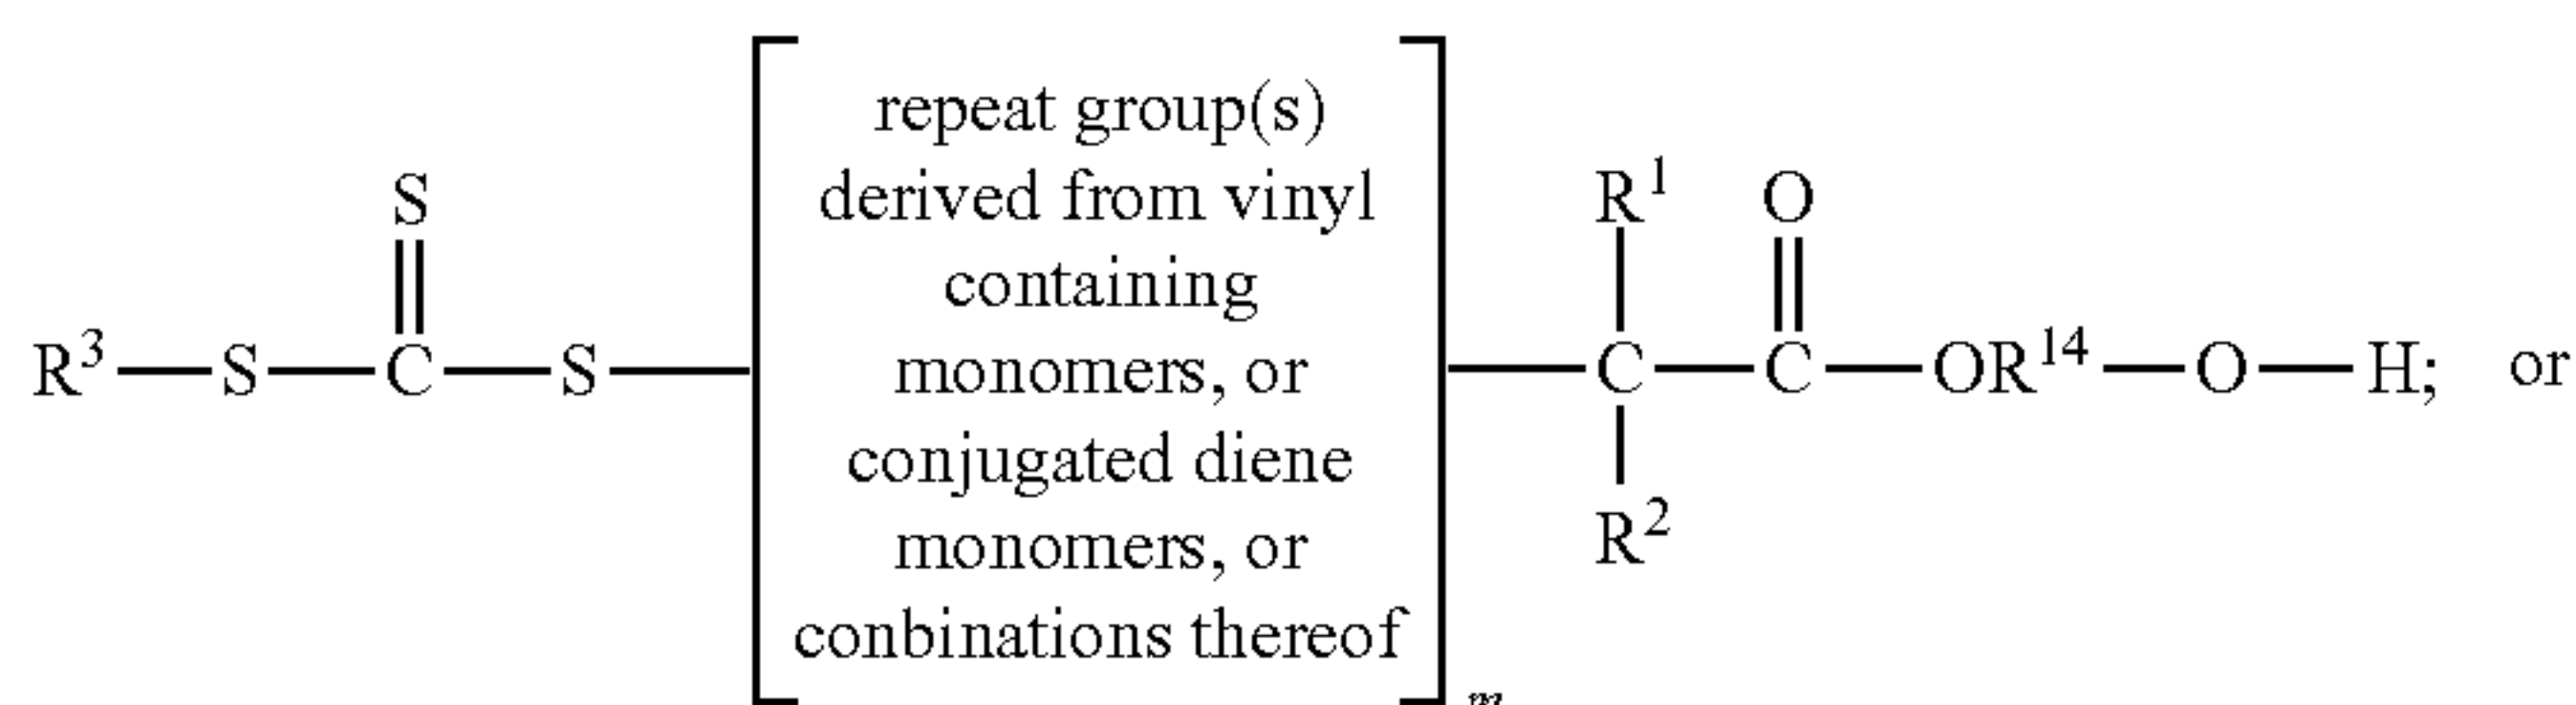 repeat group(s)
derived from vinyl
containing
monomers, or
conjugated diene
monomers, or
conbinations thereof
S
R¹ O
R³—S—C—S— —C—C—OR¹⁴—O—H; or
R²
m